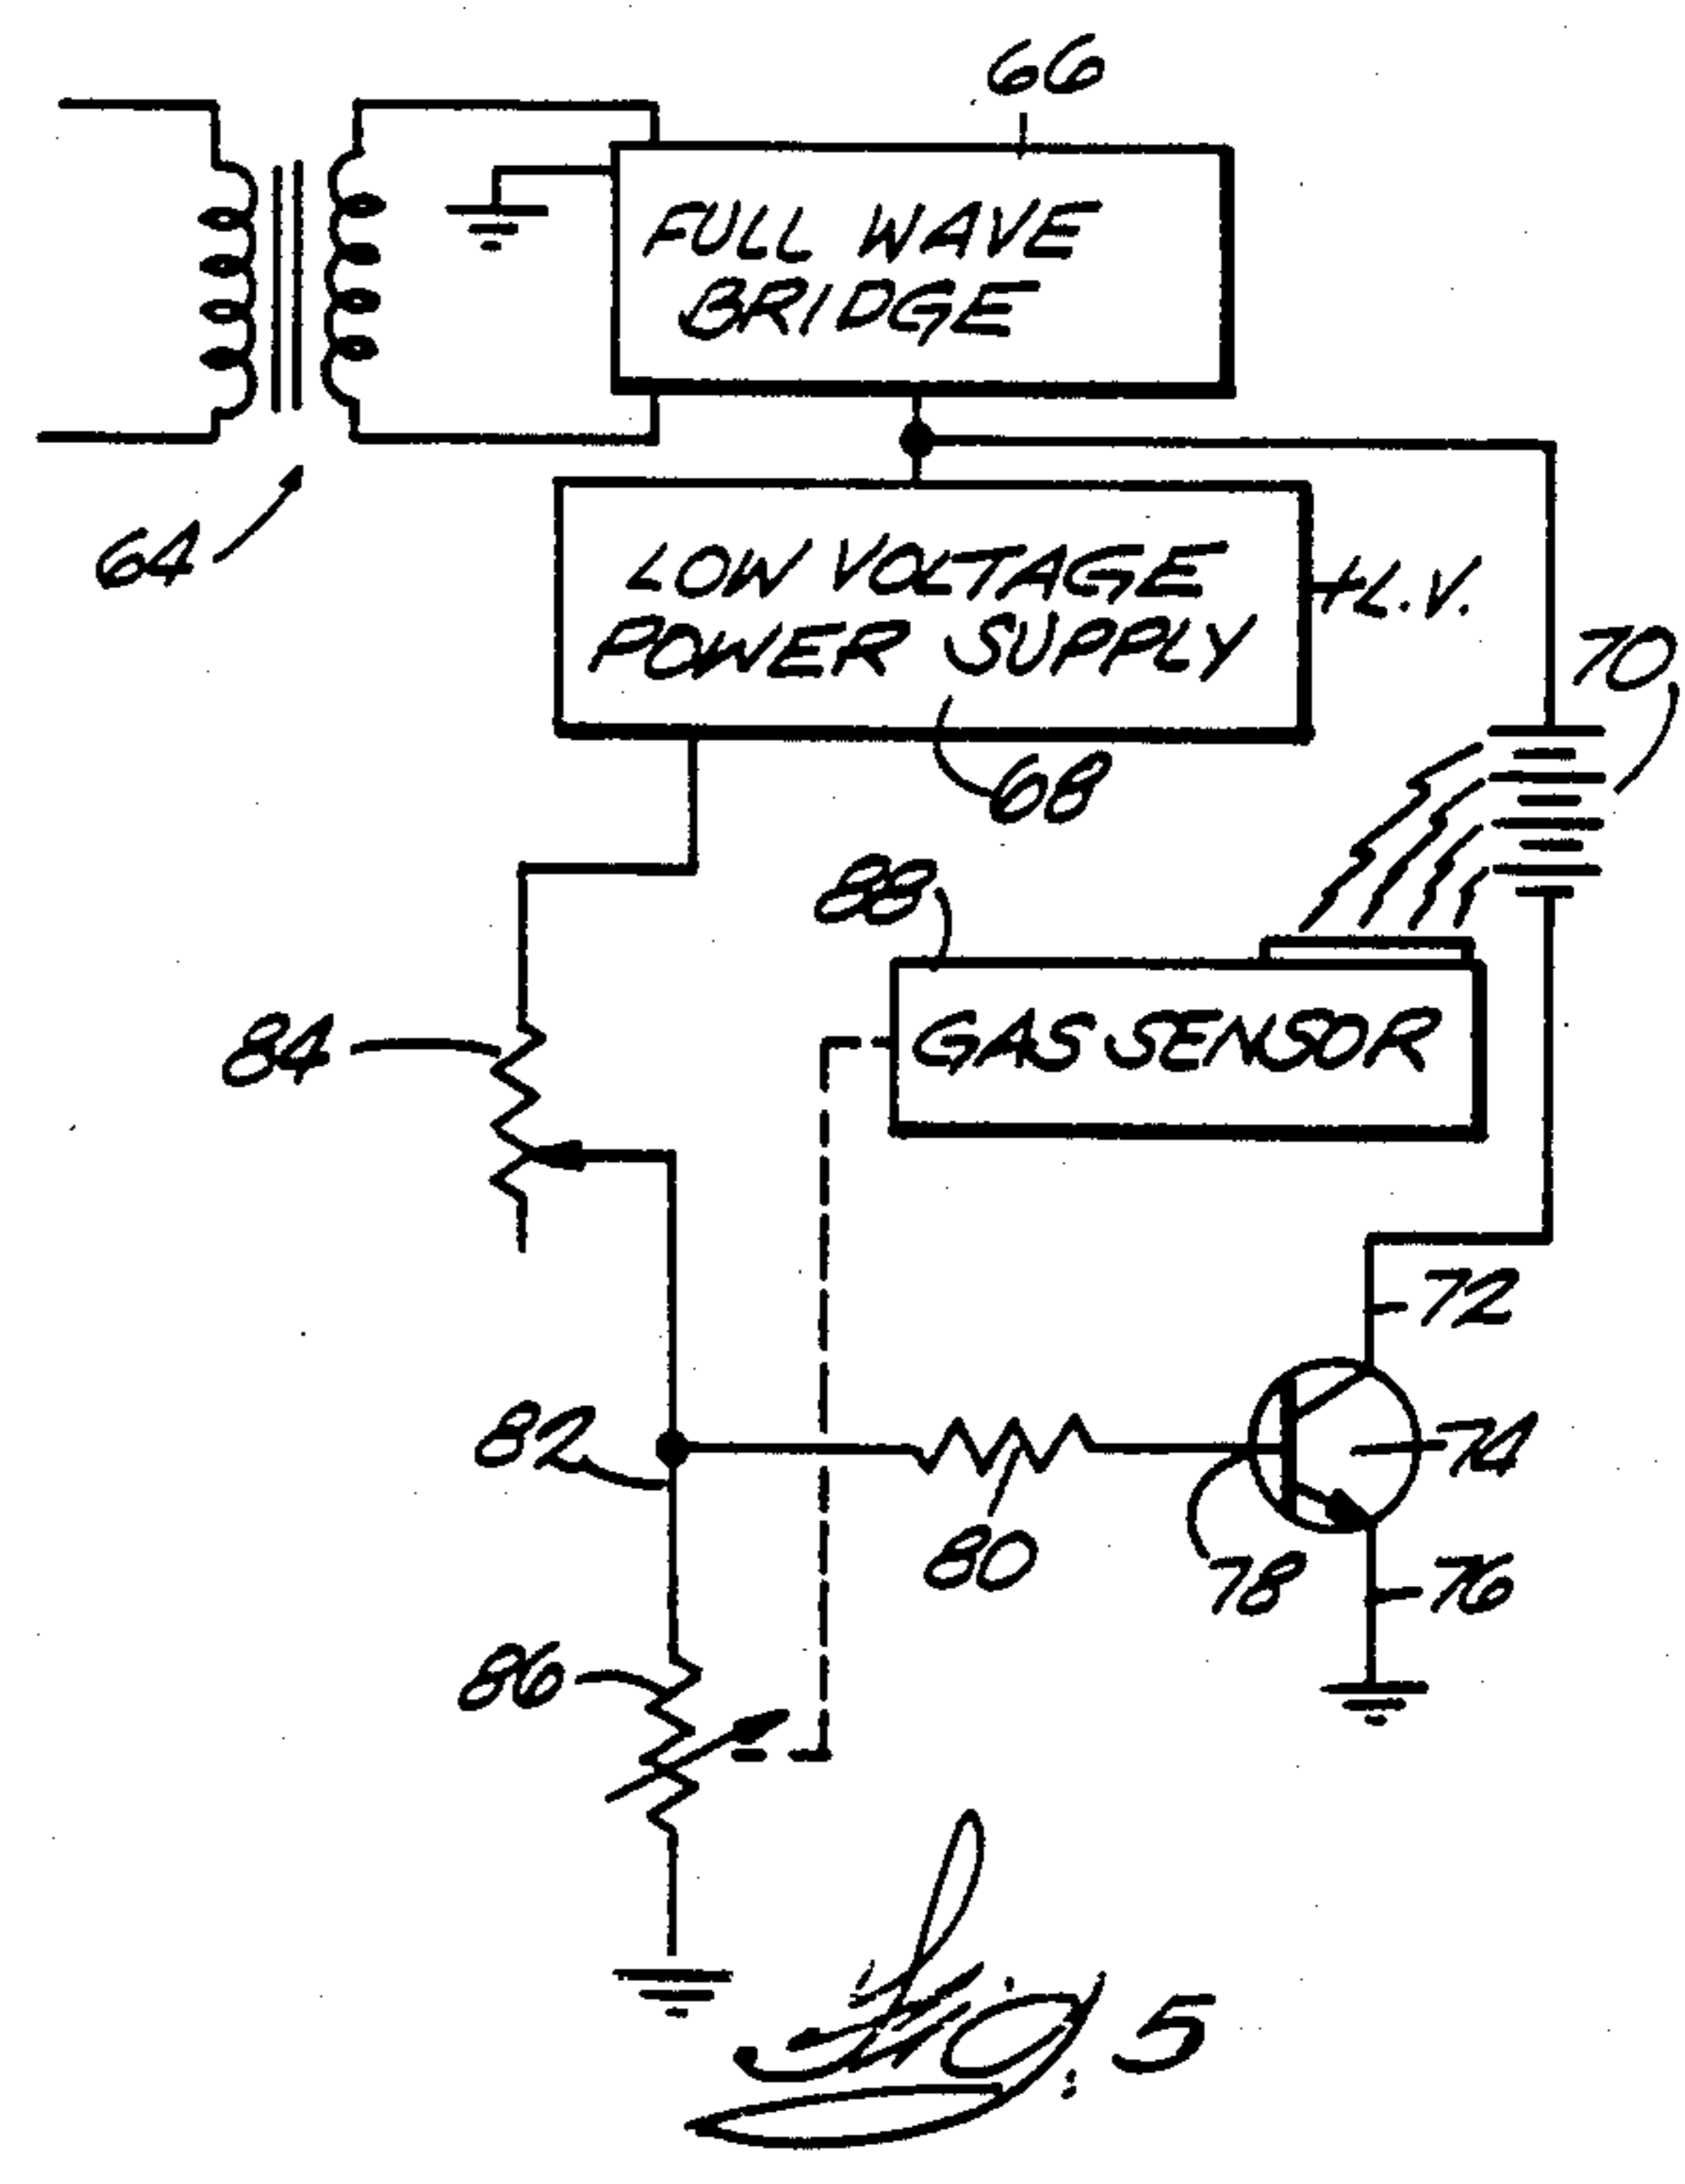 66
FULL WAVE
BRIDGE
64
LOW VOLTAGE
POWER SUPPLY
+L.V.
70
68
88
GAS SENSOR
84
72
82
74
80
78
76
86
Fig. 5